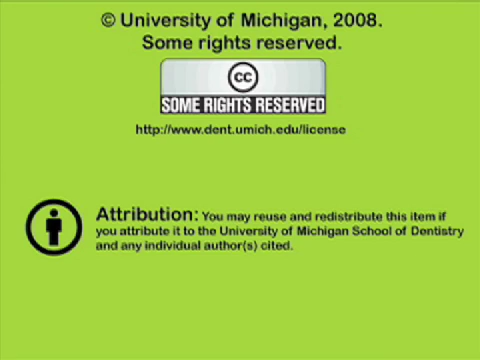 © University of Michigan, 2008.
Some rights reserved.
cc
SOME RIGHTS RESERVED
http://www.dent.umich.edu/license
Attribution: You may reuse and redistribute this item if
you attribute it to the University of Michigan School of Dentistry
and any individual author(s) cited.